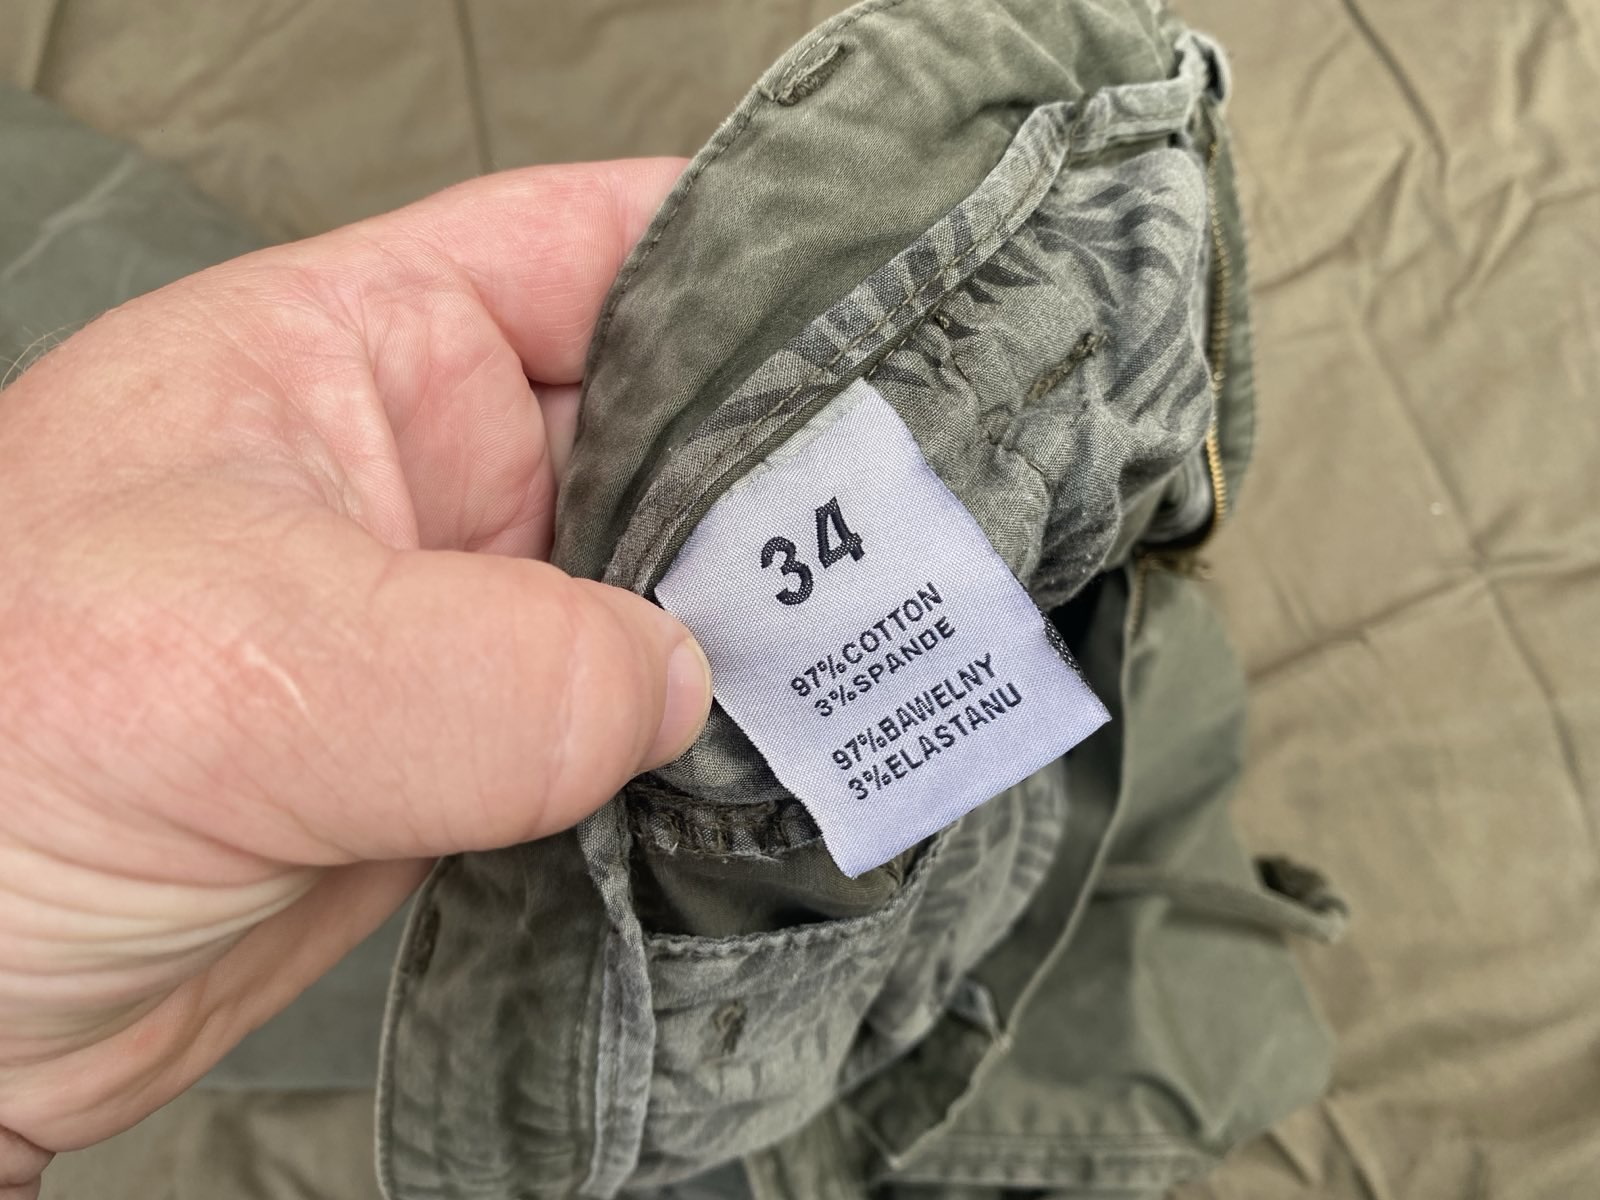 34
97%COTTON
3%SPANDE
97%BAWELNY
3%ELASTANU